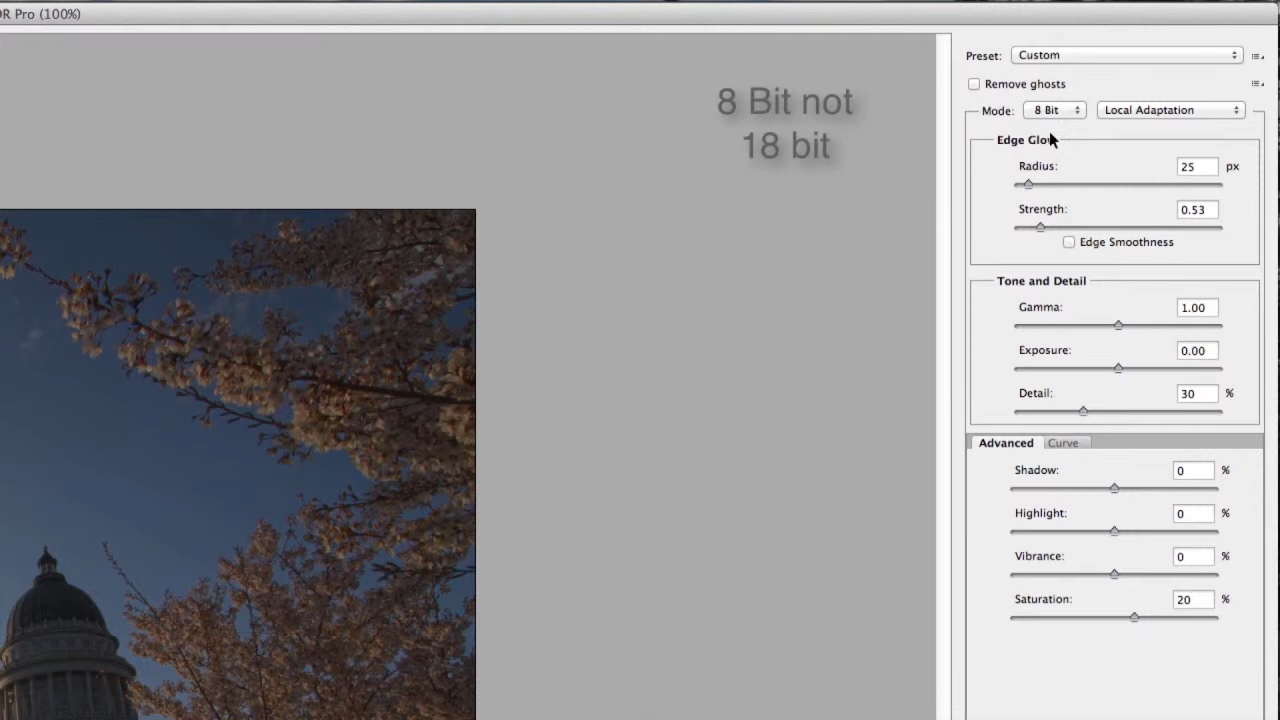 OR Pro (100%)
8 Bit not
18 bit
Preset: Custom
Remove ghosts
Mode: 8 Bit Local Adaptation
Edge Glow
Radius: 25 px
Strength: 0.53
Edge Smoothness
Tone and Detail
Gamma: 1.00
Exposure: 0.00
Detail: 30 %
Advanced Curve
Shadow: 0 %
Highlight: 0 %
Vibrance: 0 %
Saturation: 20 %